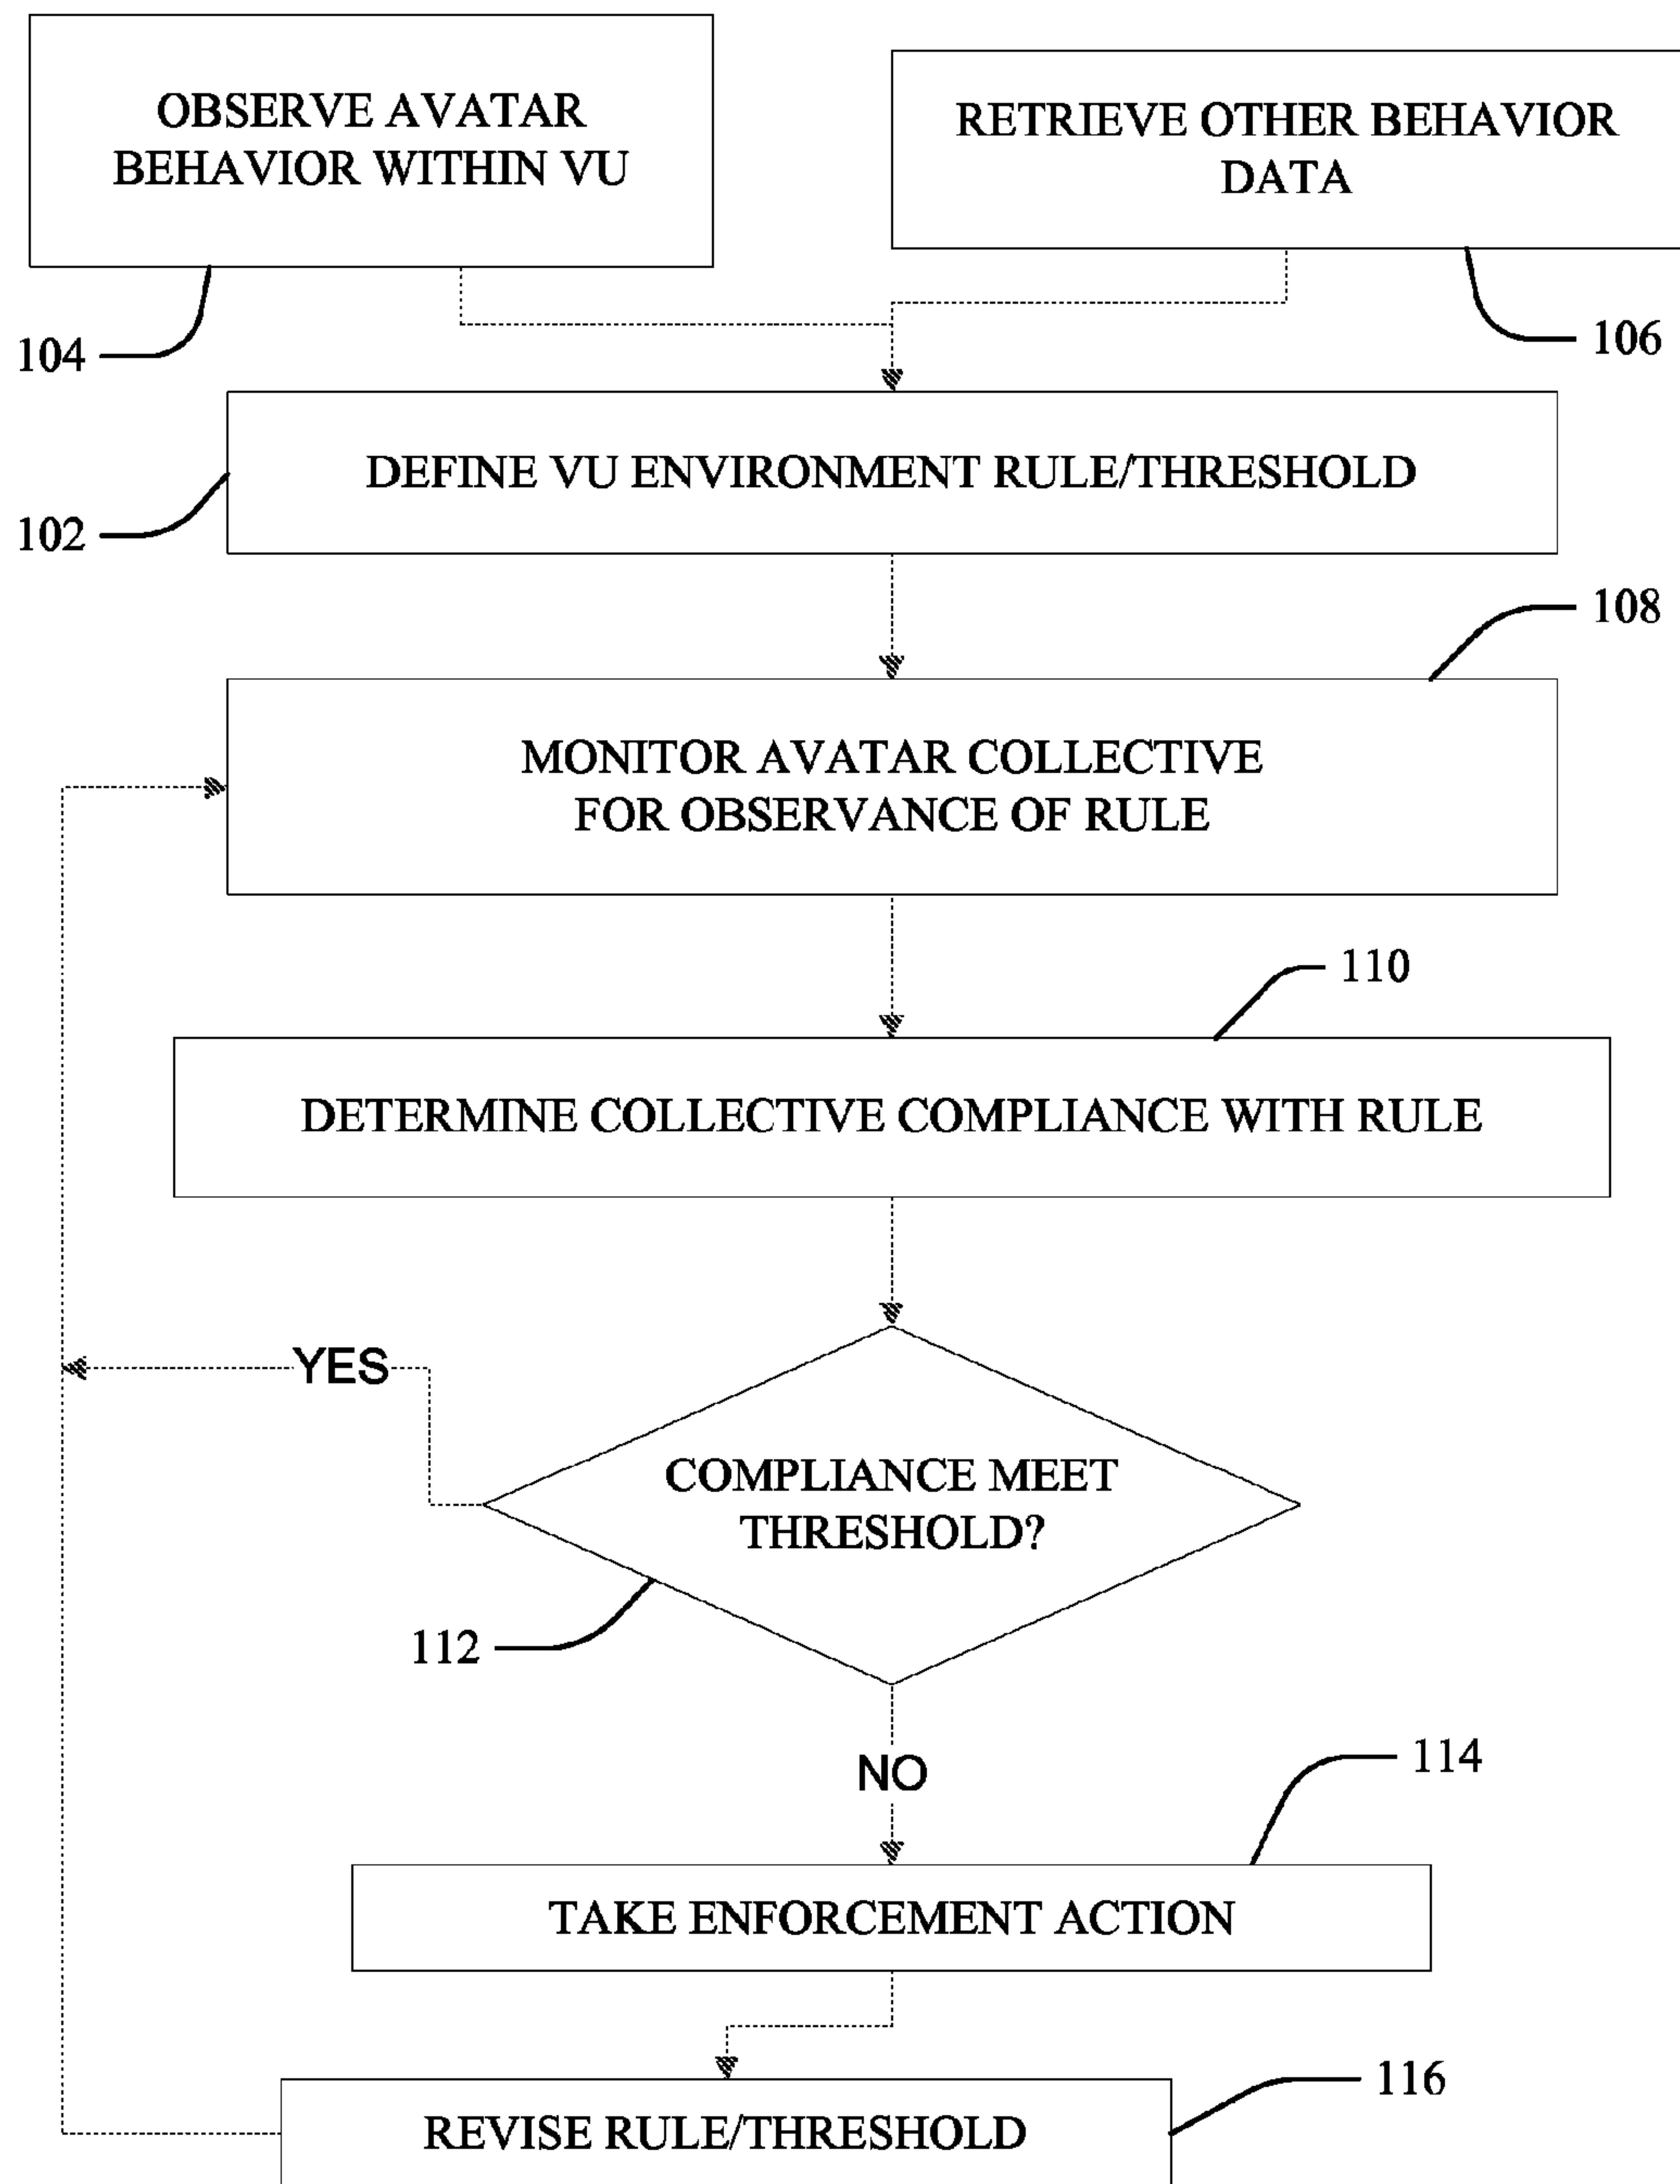 OBSERVE AVATAR
BEHAVIOR WITHIN VU
RETRIEVE OTHER BEHAVIOR
DATA
104
106
DEFINE VU ENVIRONMENT RULE/THRESHOLD
102
108
MONITOR AVATAR COLLECTIVE
FOR OBSERVANCE OF RULE
110
DETERMINE COLLECTIVE COMPLIANCE WITH RULE
YES
COMPLIANCE MEET
THRESHOLD?
112
NO
114
TAKE ENFORCEMENT ACTION
116
REVISE RULE/THRESHOLD